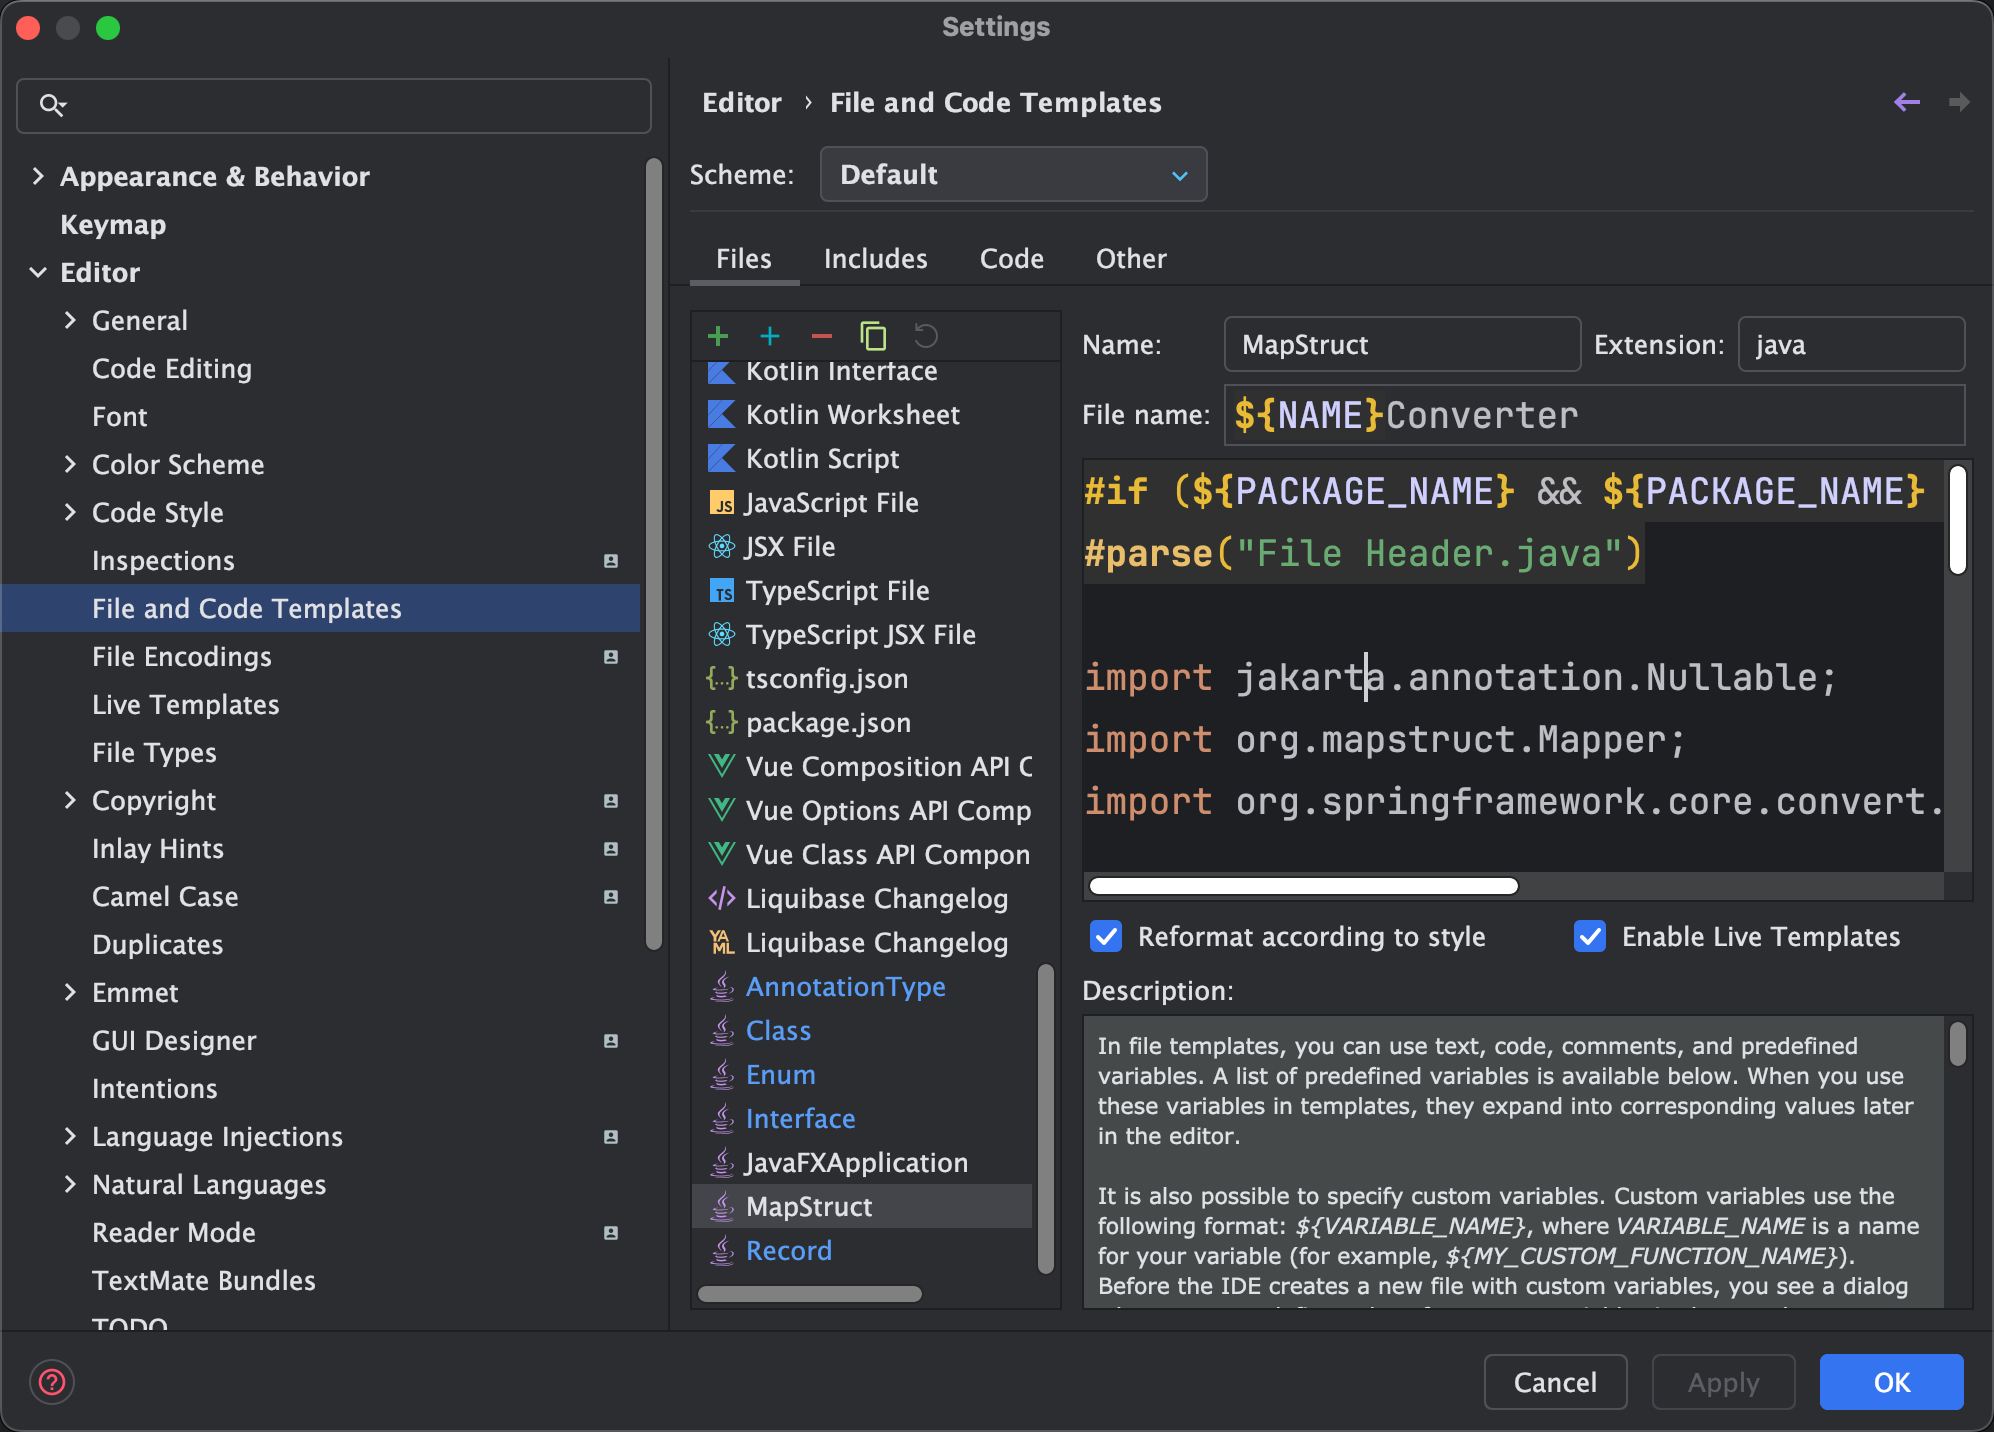 Settings
Appearance & Behavior
Keymap
Editor
General
Code Editing
Font
Color Scheme
Code Style
Inspections
File and Code Templates
File Encodings
Live Templates
File Types
Copyright
Inlay Hints
Camel Case
Duplicates
Emmet
GUI Designer
Intentions
Language Injections
Natural Languages
Reader Mode
TextMate Bundles
TODO
Editor › File and Code Templates
Scheme: Default
Files Includes Code Other
Kotlin Interface
Kotlin Worksheet
Kotlin Script
JS JavaScript File
JSX File
TS TypeScript File
TypeScript JSX File
{...} tsconfig.json
{...} package.json
Vue Composition API C
Vue Options API Comp
Vue Class API Compon
</> Liquibase Changelog
YAML Liquibase Changelog
AnnotationType
Class
Enum
Interface
JavaFXApplication
MapStruct
Record
Name: MapStruct Extension: java
File name: ${NAME}Converter
#if (${PACKAGE_NAME} && ${PACKAGE_NAME}
#parse("File Header.java")
import jakarta.annotation.Nullable;
import org.mapstruct.Mapper;
import org.springframework.core.convert.
Reformat according to style Enable Live Templates
Description:
In file templates, you can use text, code, comments, and predefined
variables. A list of predefined variables is available below. When you use
these variables in templates, they expand into corresponding values later
in the editor.
It is also possible to specify custom variables. Custom variables use the
following format: ${VARIABLE_NAME}, where VARIABLE_NAME is a name
for your variable (for example, ${MY_CUSTOM_FUNCTION_NAME}).
Before the IDE creates a new file with custom variables, you see a dialog
? Cancel Apply OK